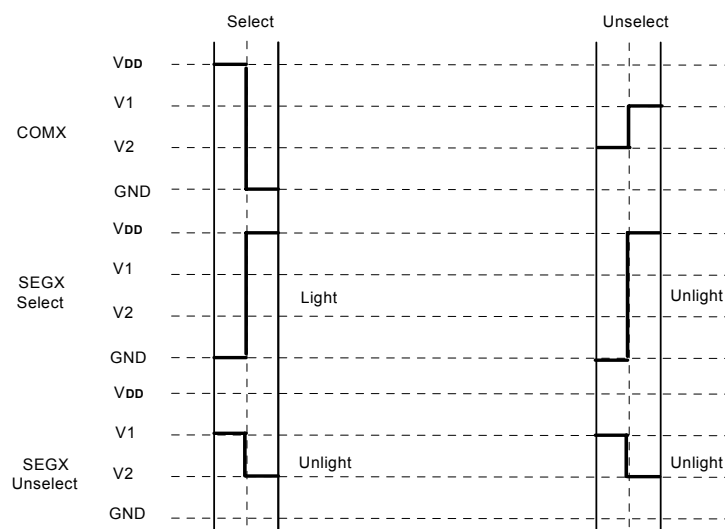 Select Unselect
VDD
V1
COMX
V2
GND
VDD
V1
SEGX
Select
Light Unlight
V2
GND
VDD
V1
SEGX
Unselect
Unlight Unlight
V2
GND